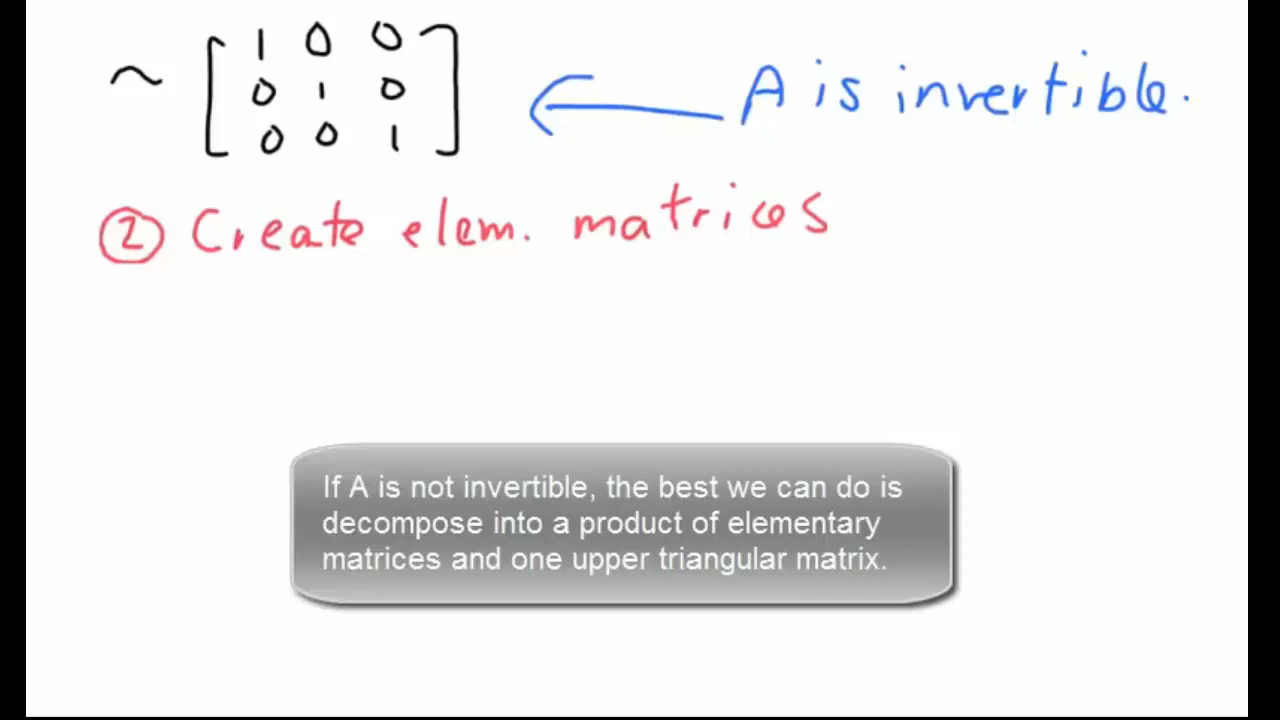 ~ [ 1 0 0
0 1 0
0 0 1 ] ← A is invertible.
② Create elem. matrices
If A is not invertible, the best we can do is
decompose into a product of elementary
matrices and one upper triangular matrix.